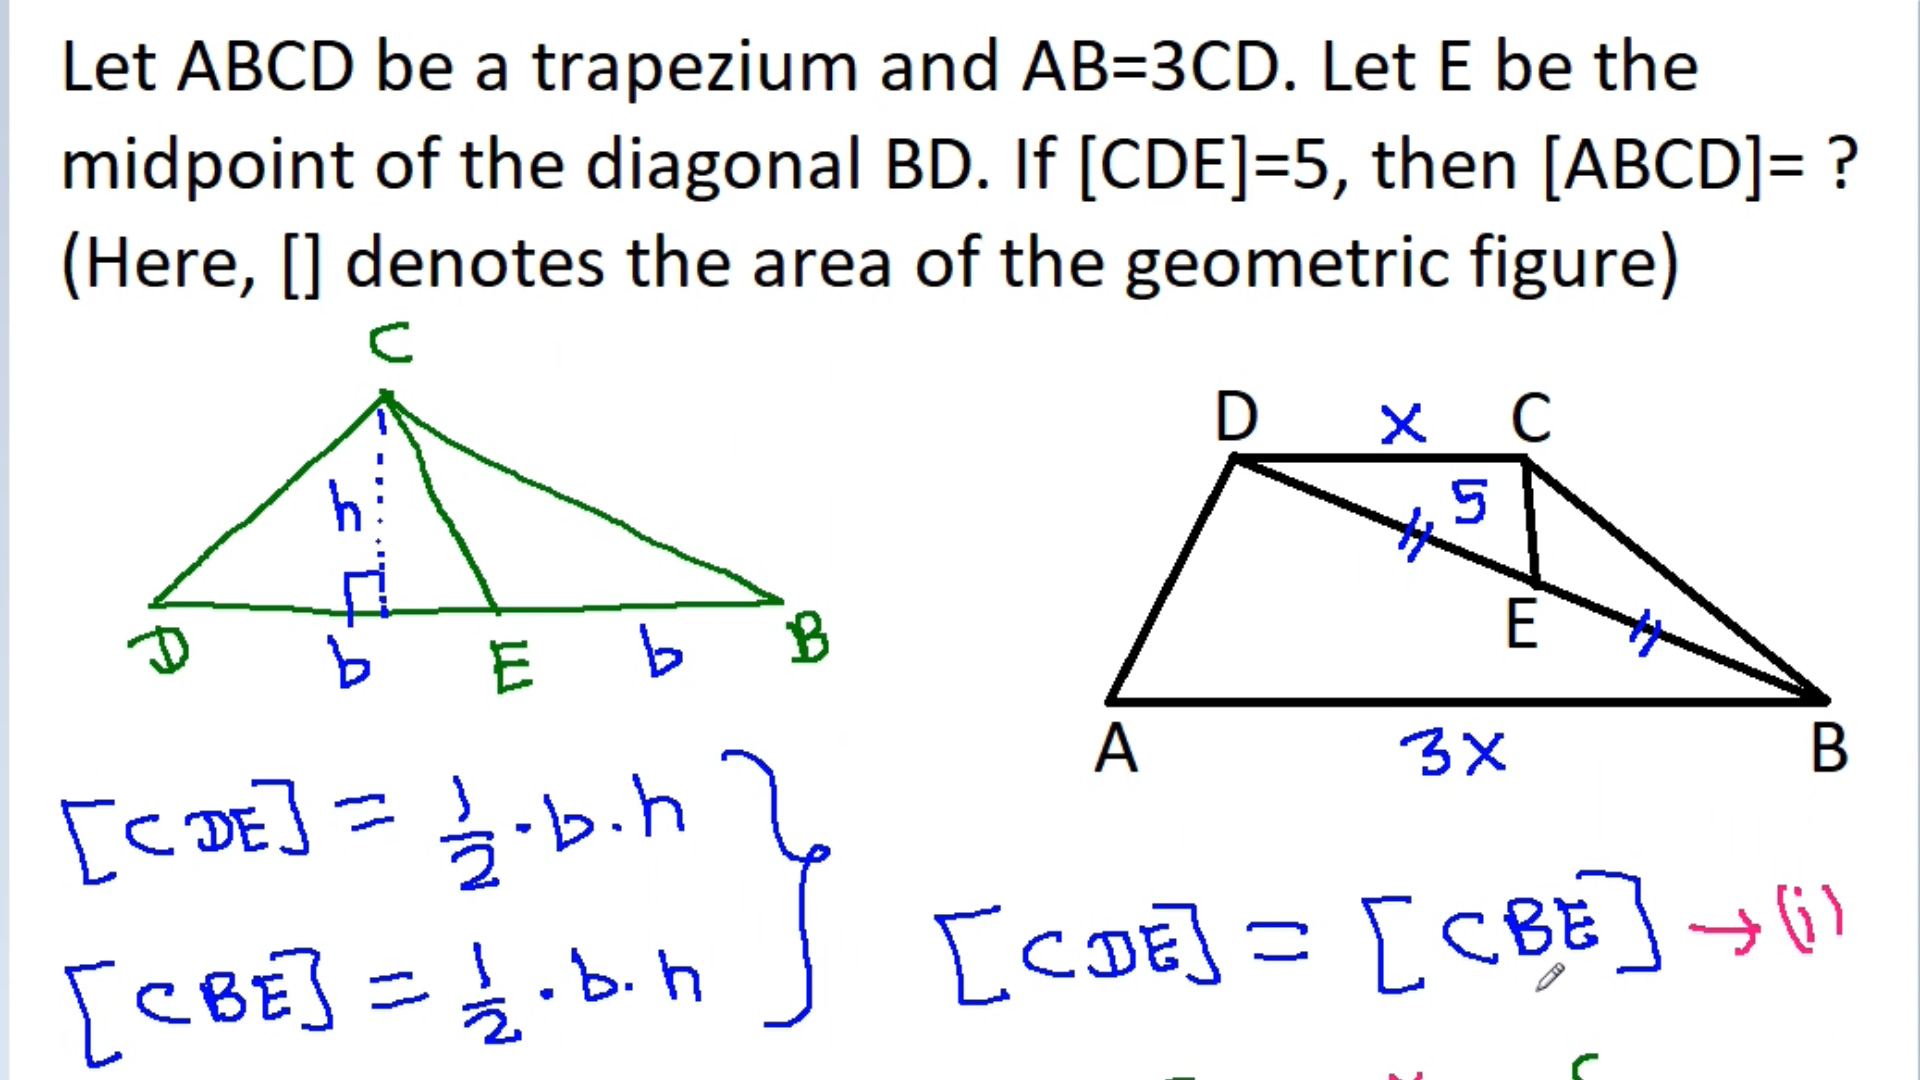 Let ABCD be a trapezium and AB=3CD. Let E be the
midpoint of the diagonal BD. If [CDE]=5, then [ABCD]= ?
(Here, [] denotes the area of the geometric figure)
C
h
D b E b B
D x C
5
E
A 3x B
[CDE] = 1/2 · b · h
[CBE] = 1/2 · b · h
[CDE] = [CBE] → (i)